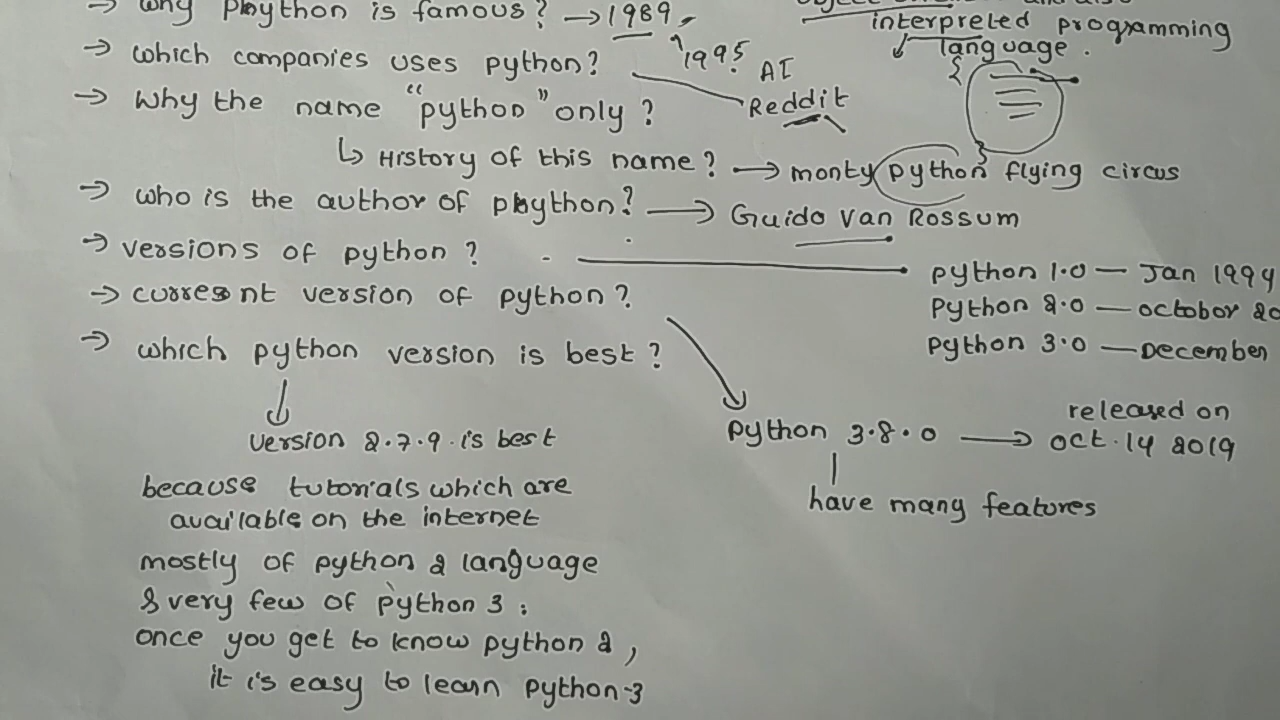 → why python is famous? → 1989
interpreted programming
language.
→ which companies uses python?
1995
AI
Reddit
→ Why the name "python" only?
↳ History of this name? → monty python flying circus
→ who is the author of python? → Guido Van Rossum
→ versions of python?
python 1.0 — Jan 1994
Python 2.0 — octobor 20
Python 3.0 — December
→ current version of python?
→ which python version is best?
Version 2.7.9. is best
because tutorials which are
available on the internet
mostly of python 2 language
& very few of python 3:
once you get to know python 2,
it is easy to learn python-3
released on
Python 3.8.0 → oct.14 2019
have many features